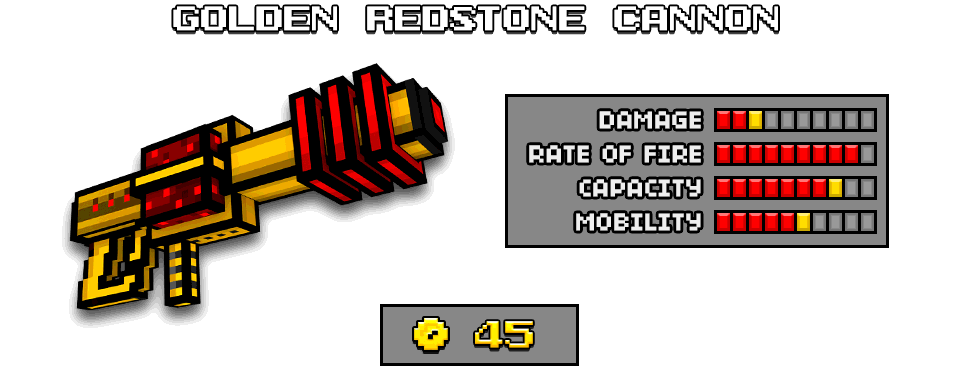 GOLDEN REDSTONE CANNON
DAMAGE
RATE OF FIRE
CAPACITY
MOBILITY
45